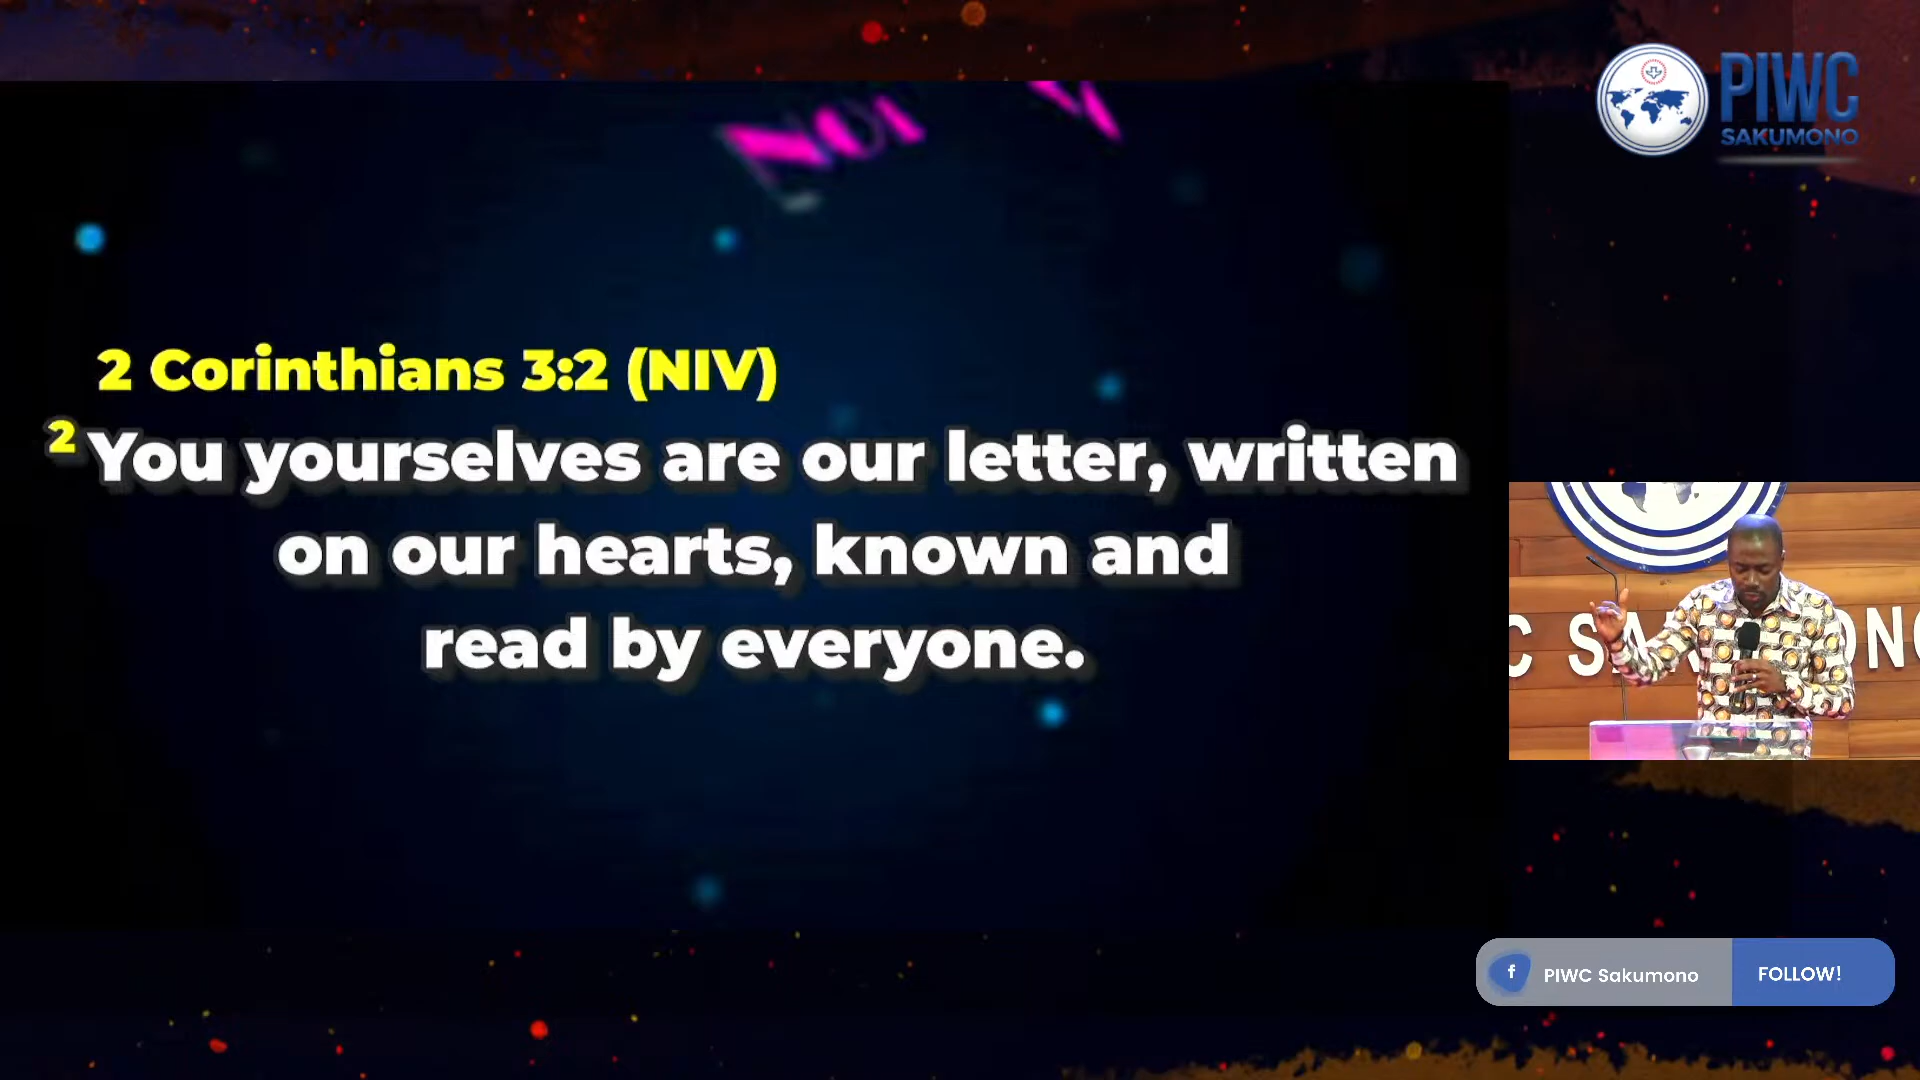 PIWC
SAKUMONO
2 Corinthians 3:2 (NIV)
2 You yourselves are our letter, written
on our hearts, known and
read by everyone.
f PIWC Sakumono FOLLOW!